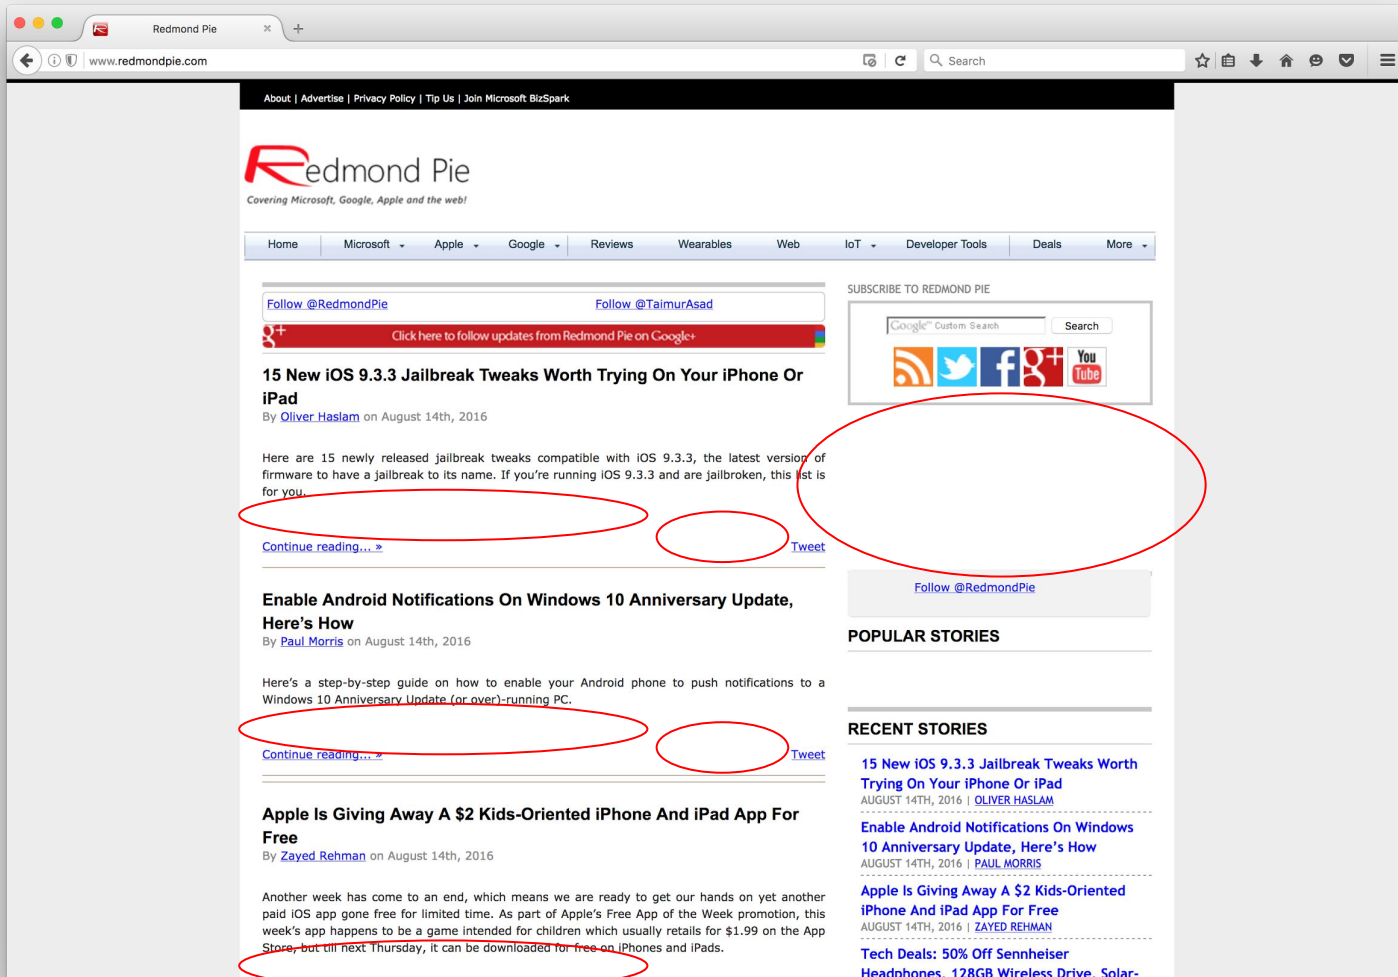 Redmond Pie
www.redmondpie.com
Search
About | Advertise | Privacy Policy | Tip Us | Join Microsoft BizSpark
Redmond Pie
Covering Microsoft, Google, Apple and the web!
Home Microsoft Apple Google Reviews Wearables Web IoT Developer Tools Deals More
Follow @RedmondPie Follow @TaimurAsad
g+ Click here to follow updates from Redmond Pie on Google+
15 New iOS 9.3.3 Jailbreak Tweaks Worth Trying On Your iPhone Or
iPad
By Oliver Haslam on August 14th, 2016
Here are 15 newly released jailbreak tweaks compatible with iOS 9.3.3, the latest version of
firmware to have a jailbreak to its name. If you're running iOS 9.3.3 and are jailbroken, this list is
for you.
Continue reading... » Tweet
Enable Android Notifications On Windows 10 Anniversary Update,
Here's How
By Paul Morris on August 14th, 2016
Here's a step-by-step guide on how to enable your Android phone to push notifications to a
Windows 10 Anniversary Update (or over)-running PC.
Continue reading... » Tweet
Apple Is Giving Away A $2 Kids-Oriented iPhone And iPad App For
Free
By Zayed Rehman on August 14th, 2016
Another week has come to an end, which means we are ready to get our hands on yet another
paid iOS app gone free for limited time. As part of Apple's Free App of the Week promotion, this
week's app happens to be a game intended for children which usually retails for $1.99 on the App
Store, but till next Thursday, it can be downloaded for free on iPhones and iPads.
SUBSCRIBE TO REDMOND PIE
Google™ Custom Search Search
f g+ You
Tube
Follow @RedmondPie
POPULAR STORIES
RECENT STORIES
15 New iOS 9.3.3 Jailbreak Tweaks Worth
Trying On Your iPhone Or iPad
AUGUST 14TH, 2016 | OLIVER HASLAM
Enable Android Notifications On Windows
10 Anniversary Update, Here's How
AUGUST 14TH, 2016 | PAUL MORRIS
Apple Is Giving Away A $2 Kids-Oriented
iPhone And iPad App For Free
AUGUST 14TH, 2016 | ZAYED REHMAN
Tech Deals: 50% Off Sennheiser
Headphones, 128GB Wireless Drive, Solar-